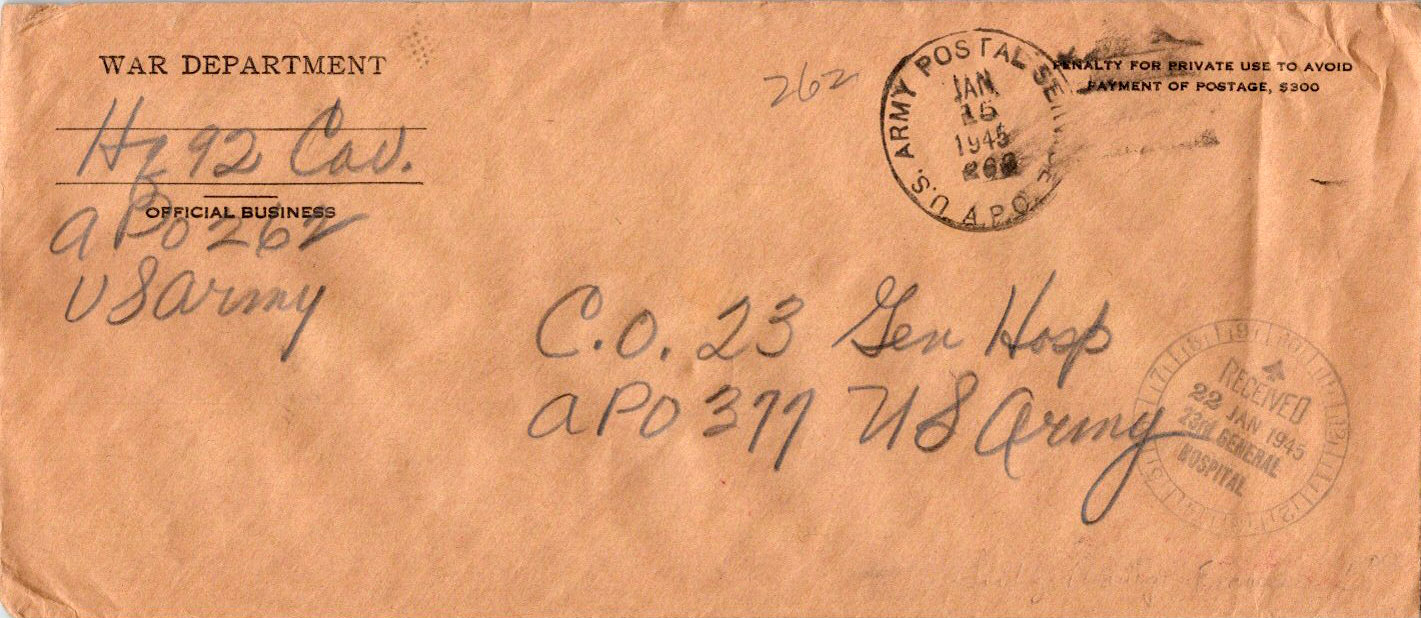 WAR DEPARTMENT
Hq 92 Cav.
OFFICIAL BUSINESS
APO 262
US Army
262
U.S. ARMY POSTAL SERVICE
JAN
15
1945
262
A.P.O.
PENALTY FOR PRIVATE USE TO AVOID
PAYMENT OF POSTAGE, $300
C.O. 23 Gen Hosp
APO 377 US Army
RECEIVED
22 JAN 1945
23rd GENERAL
HOSPITAL